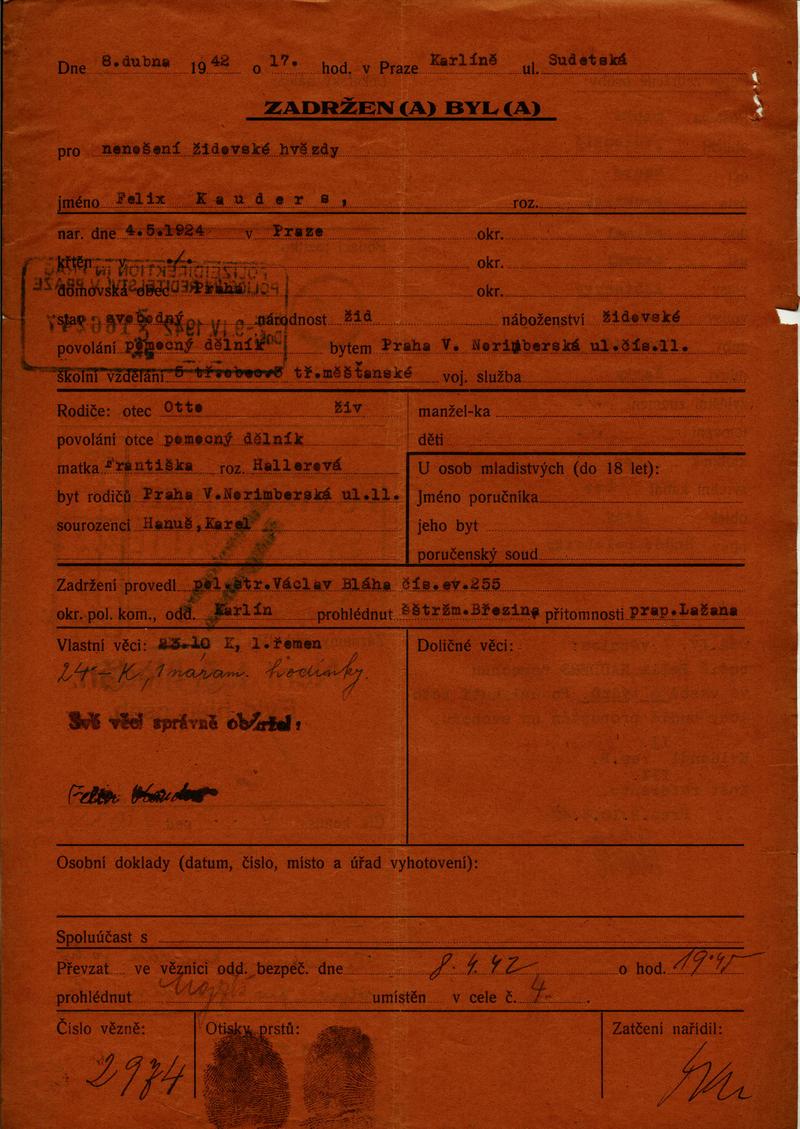 Dne 8.dubna 1942 o 17. hod. v Praze Karlíně ul. Sudetská
ZADRŽEN(A) BYL(A)
pro nenošení židovské hvězdy
jméno Felix Kauders, roz.
nar. dne 4.5.1924 v Praze okr.
křtěn v ./. okr.
domovská obec Praha okr.
stav svobodný národnost žid náboženství židovské
povolání pomocný dělník bytem Praha V. Norimberská ul.čís.11.
školní vzdělání 5 tř.obecně tř.měšťanské voj. služba
Rodiče: otec Otto živ manžel-ka
povolání otce pomocný dělník děti
matka Františka roz. Hallerová U osob mladistvých (do 18 let):
byt rodičů Praha V.Norimberská ul.11. Jméno poručníka
sourozenci Hanuš,Karel jeho byt
poručenský soud
Zadržení provedl pol.str.Václav Bláha čís.ev.255
okr. pol. kom., odd. Karlín prohlédnut štržm.Březina přítomnosti prap.Lažana
Vlastní věci: 23.10 K, 1.řemen Doličné věci:
24 - K, 1 náram. hodinky.
Své věci správně obdržel:
Felix Kauders
Osobní doklady (datum, číslo, místo a úřad vyhotovení):
Spoluúčast s
Převzat ve věznici odd. bezpeč. dne 8.4.42 o hod. 19.45
prohlédnut umístěn v cele č. 4.
Číslo vězně: Otisky prstů: Zatčení nařídil:
2974